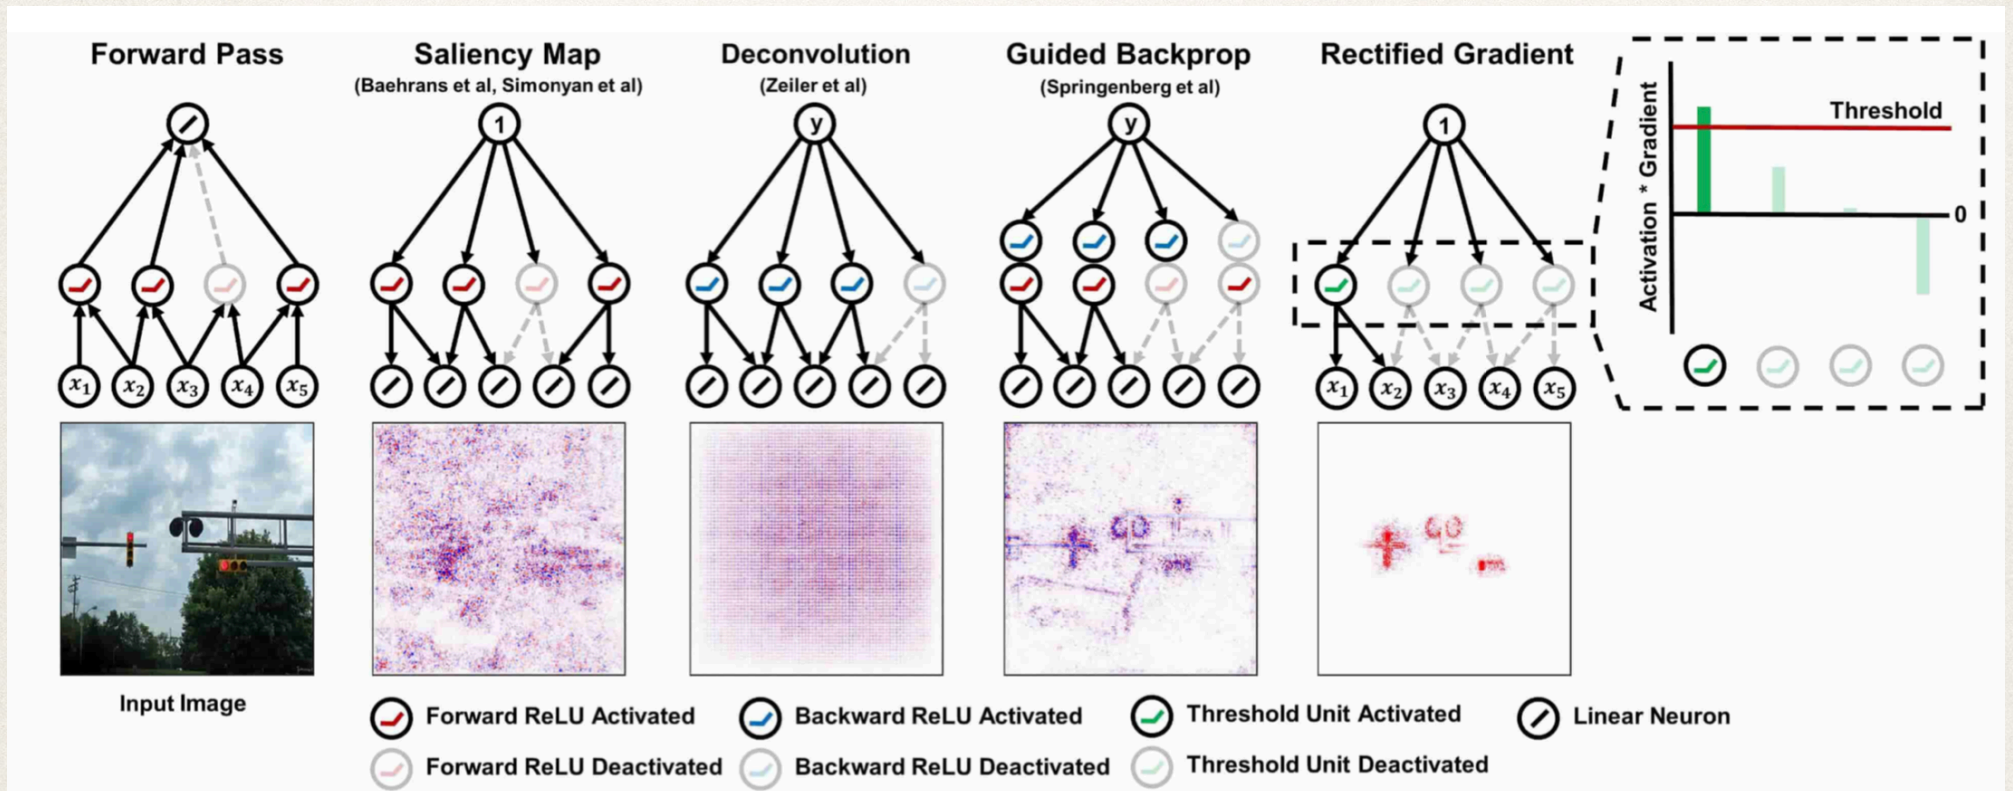 Forward Pass
Saliency Map
(Baehrans et al, Simonyan et al)
Deconvolution
(Zeiler et al)
Guided Backprop
(Springenberg et al)
Rectified Gradient
1
y
y
1
x₁ x₂ x₃ x₄ x₅
x₁ x₂ x₃ x₄ x₅
Activation * Gradient
Threshold
0
Input Image
Forward ReLU Activated
Backward ReLU Activated
Threshold Unit Activated
Linear Neuron
Forward ReLU Deactivated
Backward ReLU Deactivated
Threshold Unit Deactivated